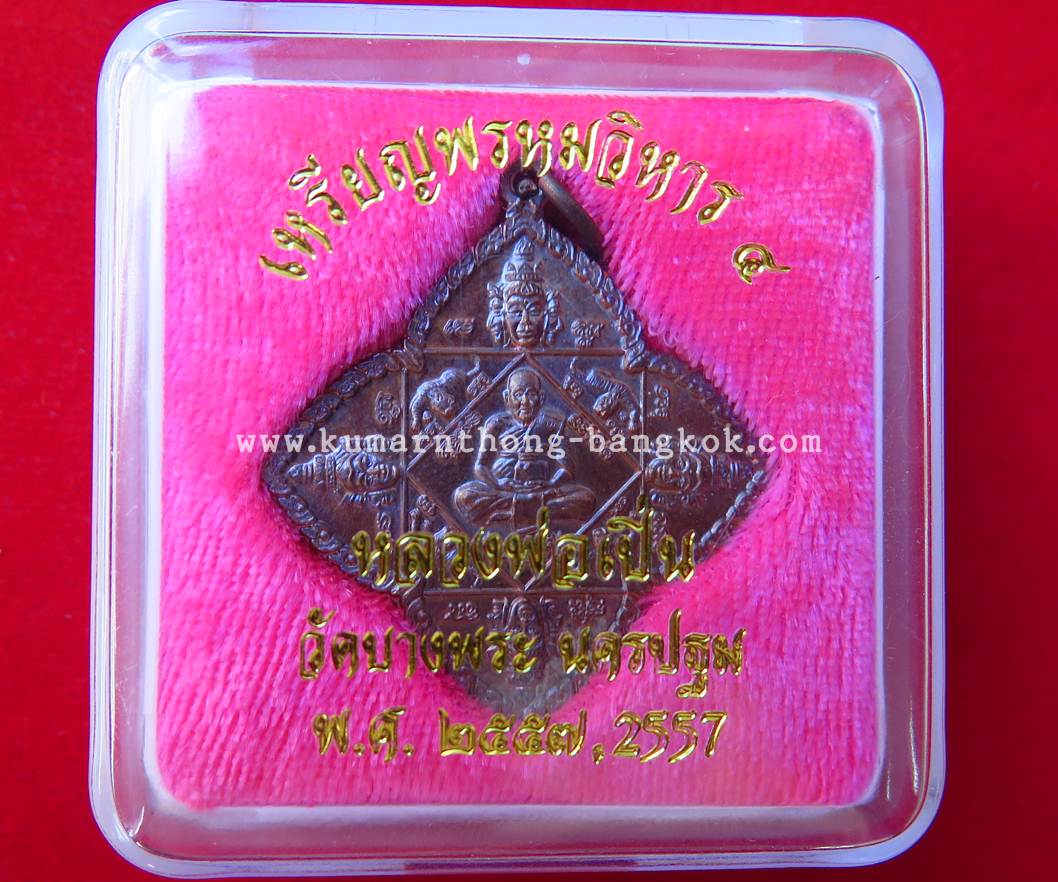 เหรียญพรหมวิหาร ๔
www.kumarnthong-bangkok.com
หลวงพ่อเปิ่น
วัดบางพระ นครปฐม
พ.ศ. ๒๕๕๗,2557